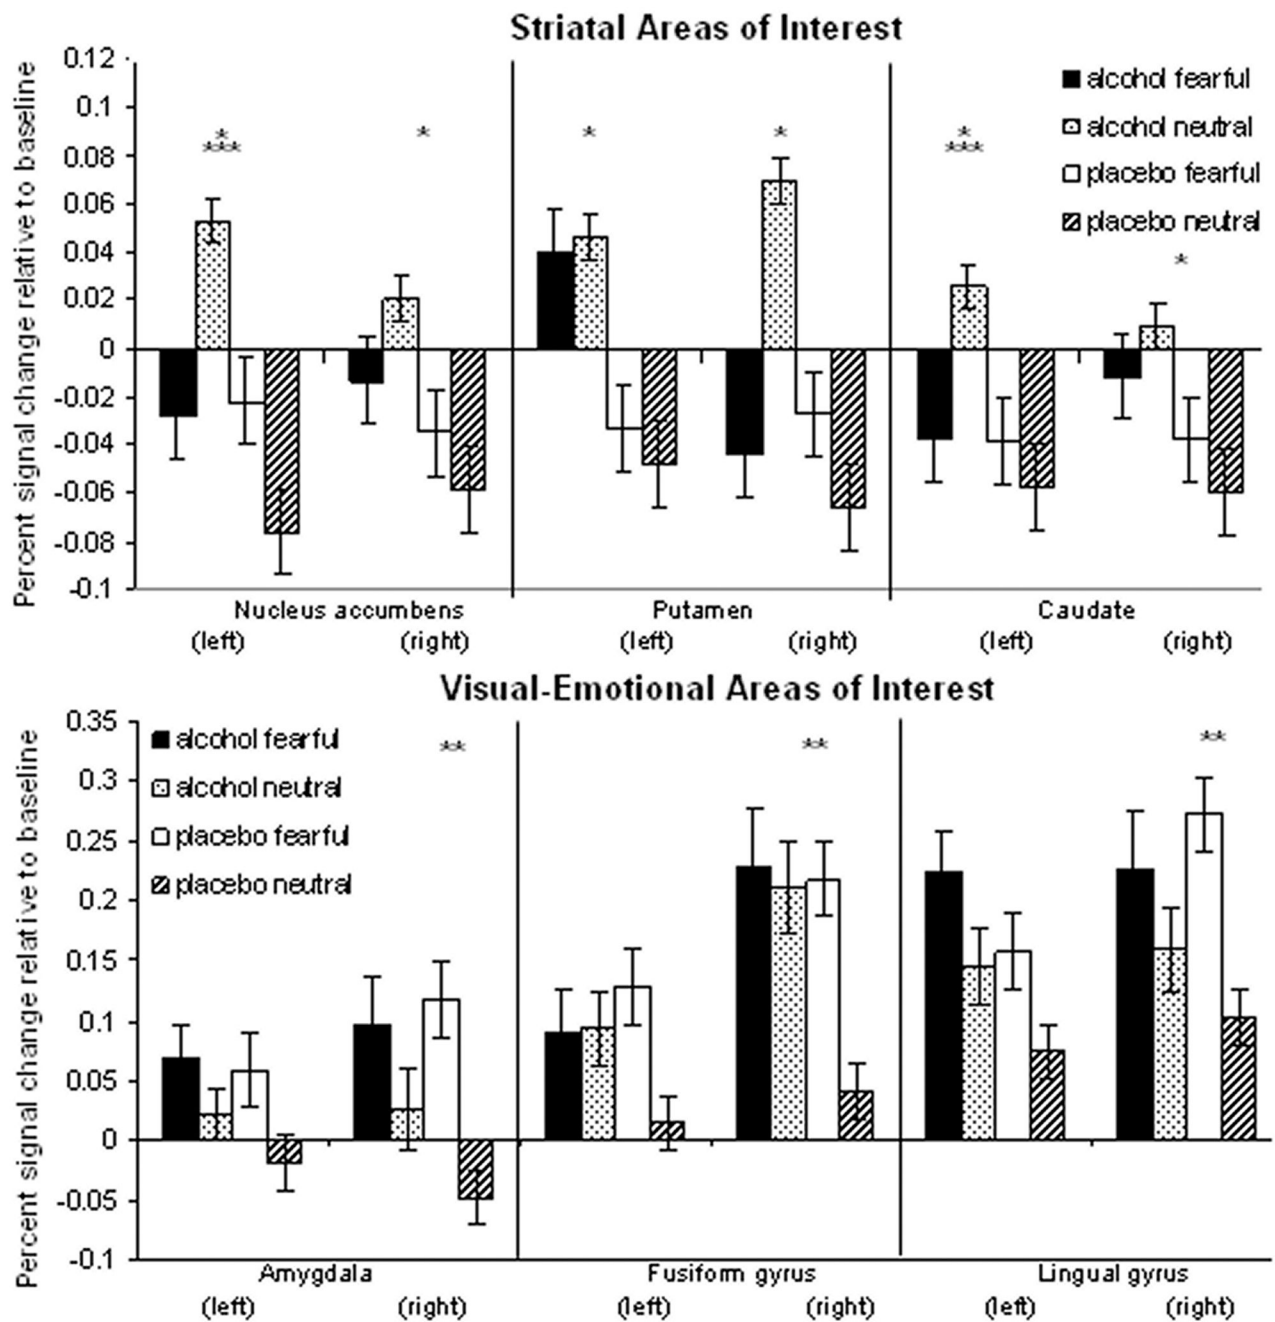 Striatal Areas of Interest
Percent signal change relative to baseline
0.12
0.1
0.08
0.06
0.04
0.02
0
-0.02
-0.04
-0.06
-0.08
-0.1
alcohol fearful
alcohol neutral
placebo fearful
placebo neutral
*
***
*
*
*
*
***
*
Nucleus accumbens Putamen Caudate
(left) (right) (left) (right) (left) (right)
Visual-Emotional Areas of Interest
Percent signal change relative to baseline
0.35
0.3
0.25
0.2
0.15
0.1
0.05
0
-0.05
-0.1
alcohol fearful
alcohol neutral
placebo fearful
placebo neutral
**
**
**
Amygdala Fusiform gyrus Lingual gyrus
(left) (right) (left) (right) (left) (right)